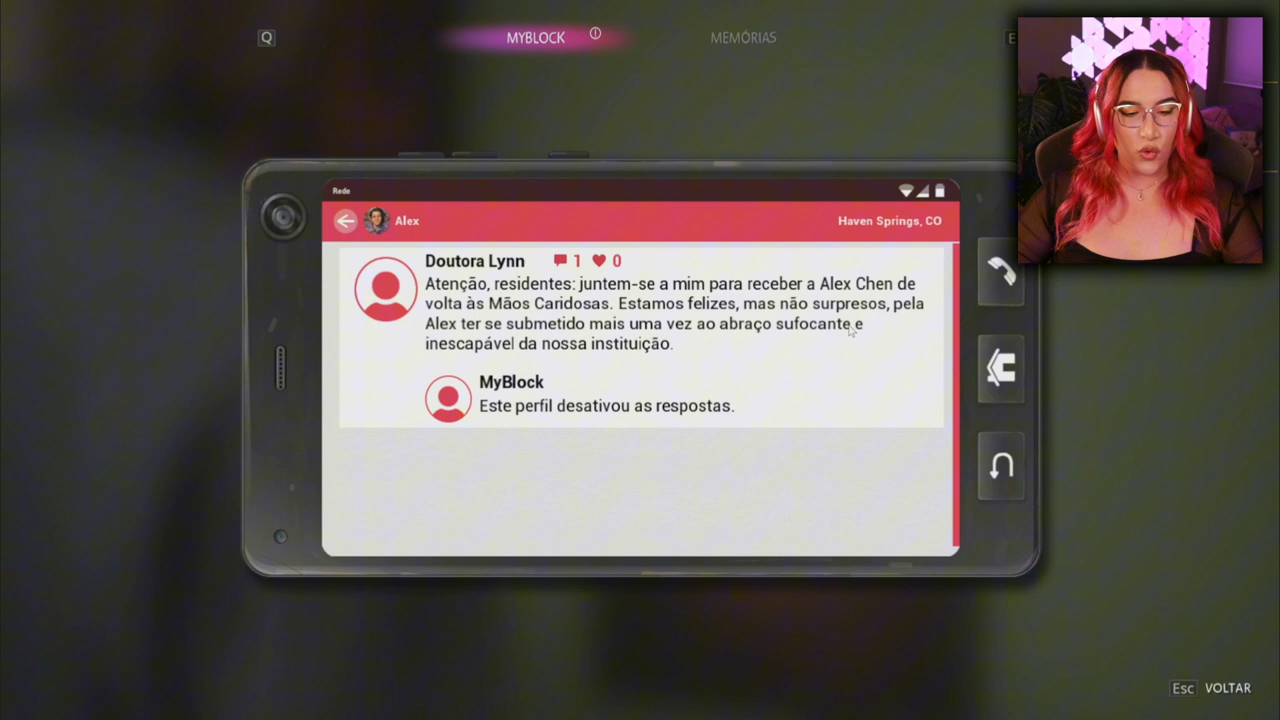 Q
MYBLOCK
MEMÓRIAS
E
Rede
Alex
Haven Springs, CO
Doutora Lynn 1 0
Atenção, residentes: juntem-se a mim para receber a Alex Chen de
volta às Mãos Caridosas. Estamos felizes, mas não surpresos, pela
Alex ter se submetido mais uma vez ao abraço sufocante e
inescapável da nossa instituição.
MyBlock
Este perfil desativou as respostas.
Esc VOLTAR